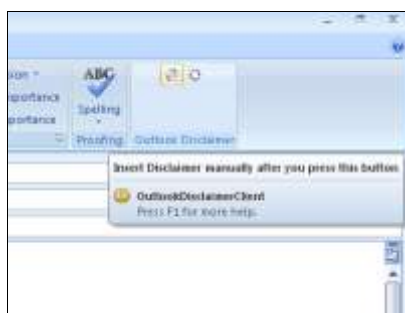 ABC
Spelling
Proofing
Outlook Disclaimer
Insert Disclaimer manually after you press this button
OutlookDisclaimerClient
Press F1 for more help.